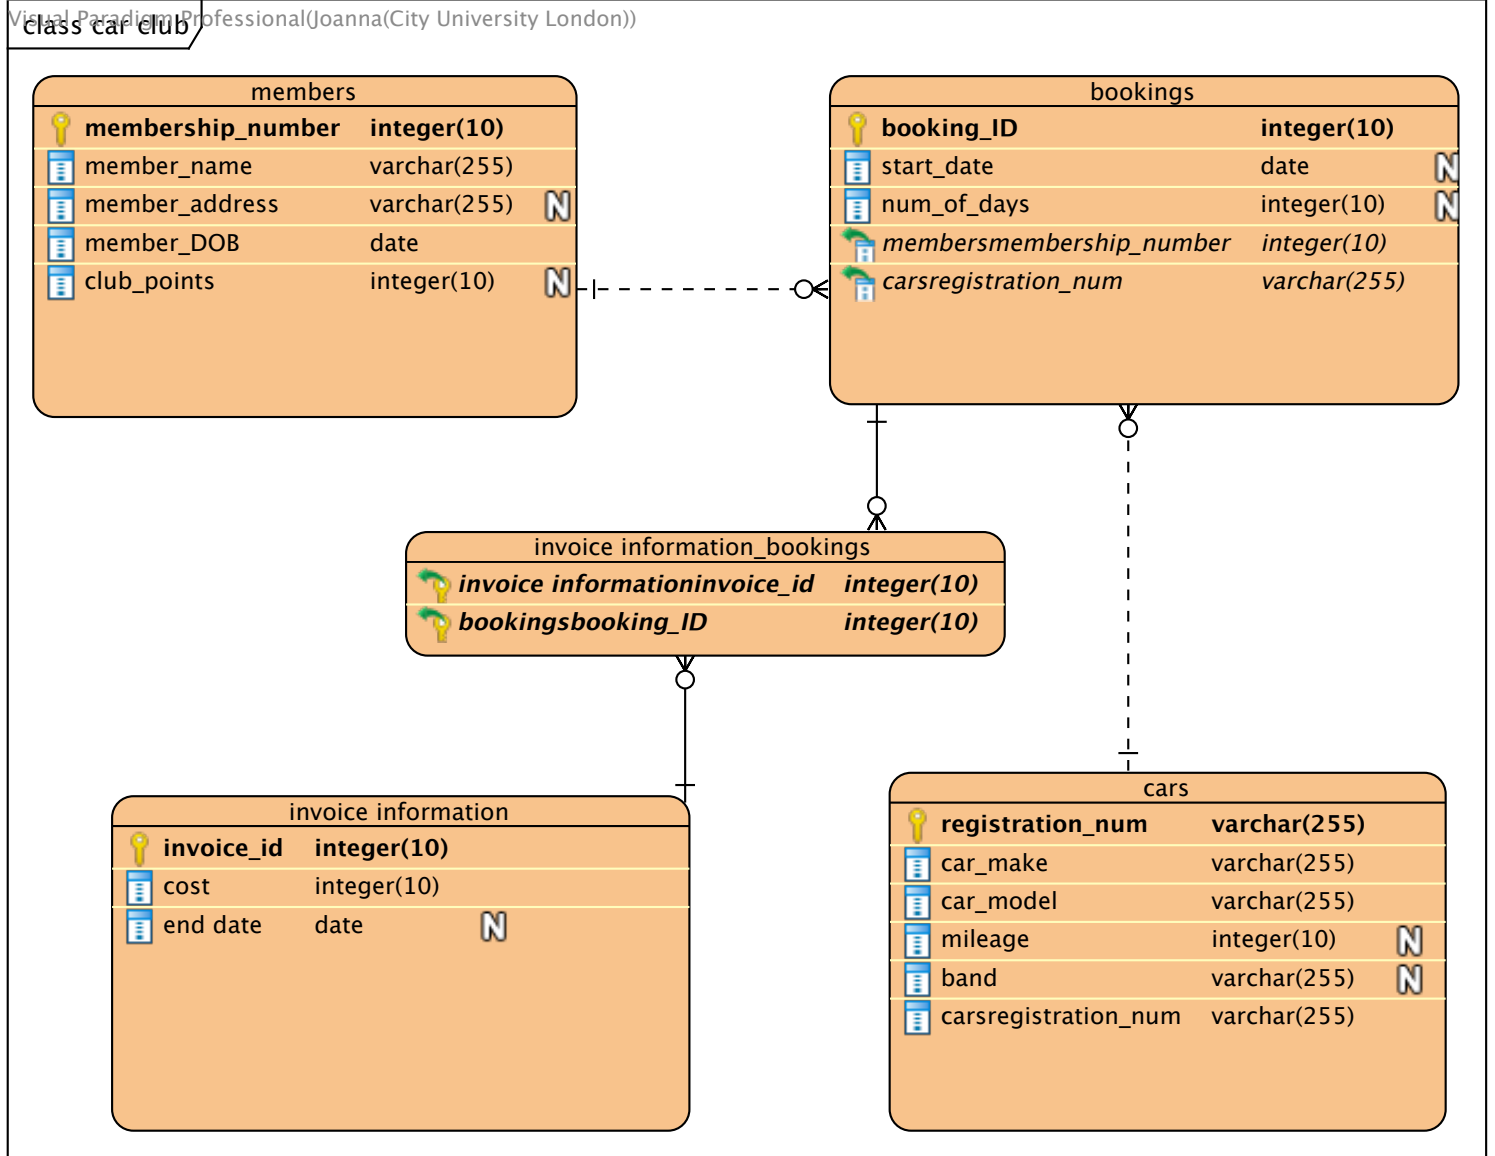 Visual Paradigm Professional(Joanna(City University London))
class car club
members
membership_number integer(10)
member_name varchar(255)
member_address varchar(255) N
member_DOB date
club_points integer(10) N
bookings
booking_ID integer(10)
start_date date N
num_of_days integer(10) N
membersmembership_number integer(10)
carsregistration_num varchar(255)
invoice information_bookings
invoice informationinvoice_id integer(10)
bookingsbooking_ID integer(10)
invoice information
invoice_id integer(10)
cost integer(10)
end date date N
cars
registration_num varchar(255)
car_make varchar(255)
car_model varchar(255)
mileage integer(10) N
band varchar(255) N
carsregistration_num varchar(255)